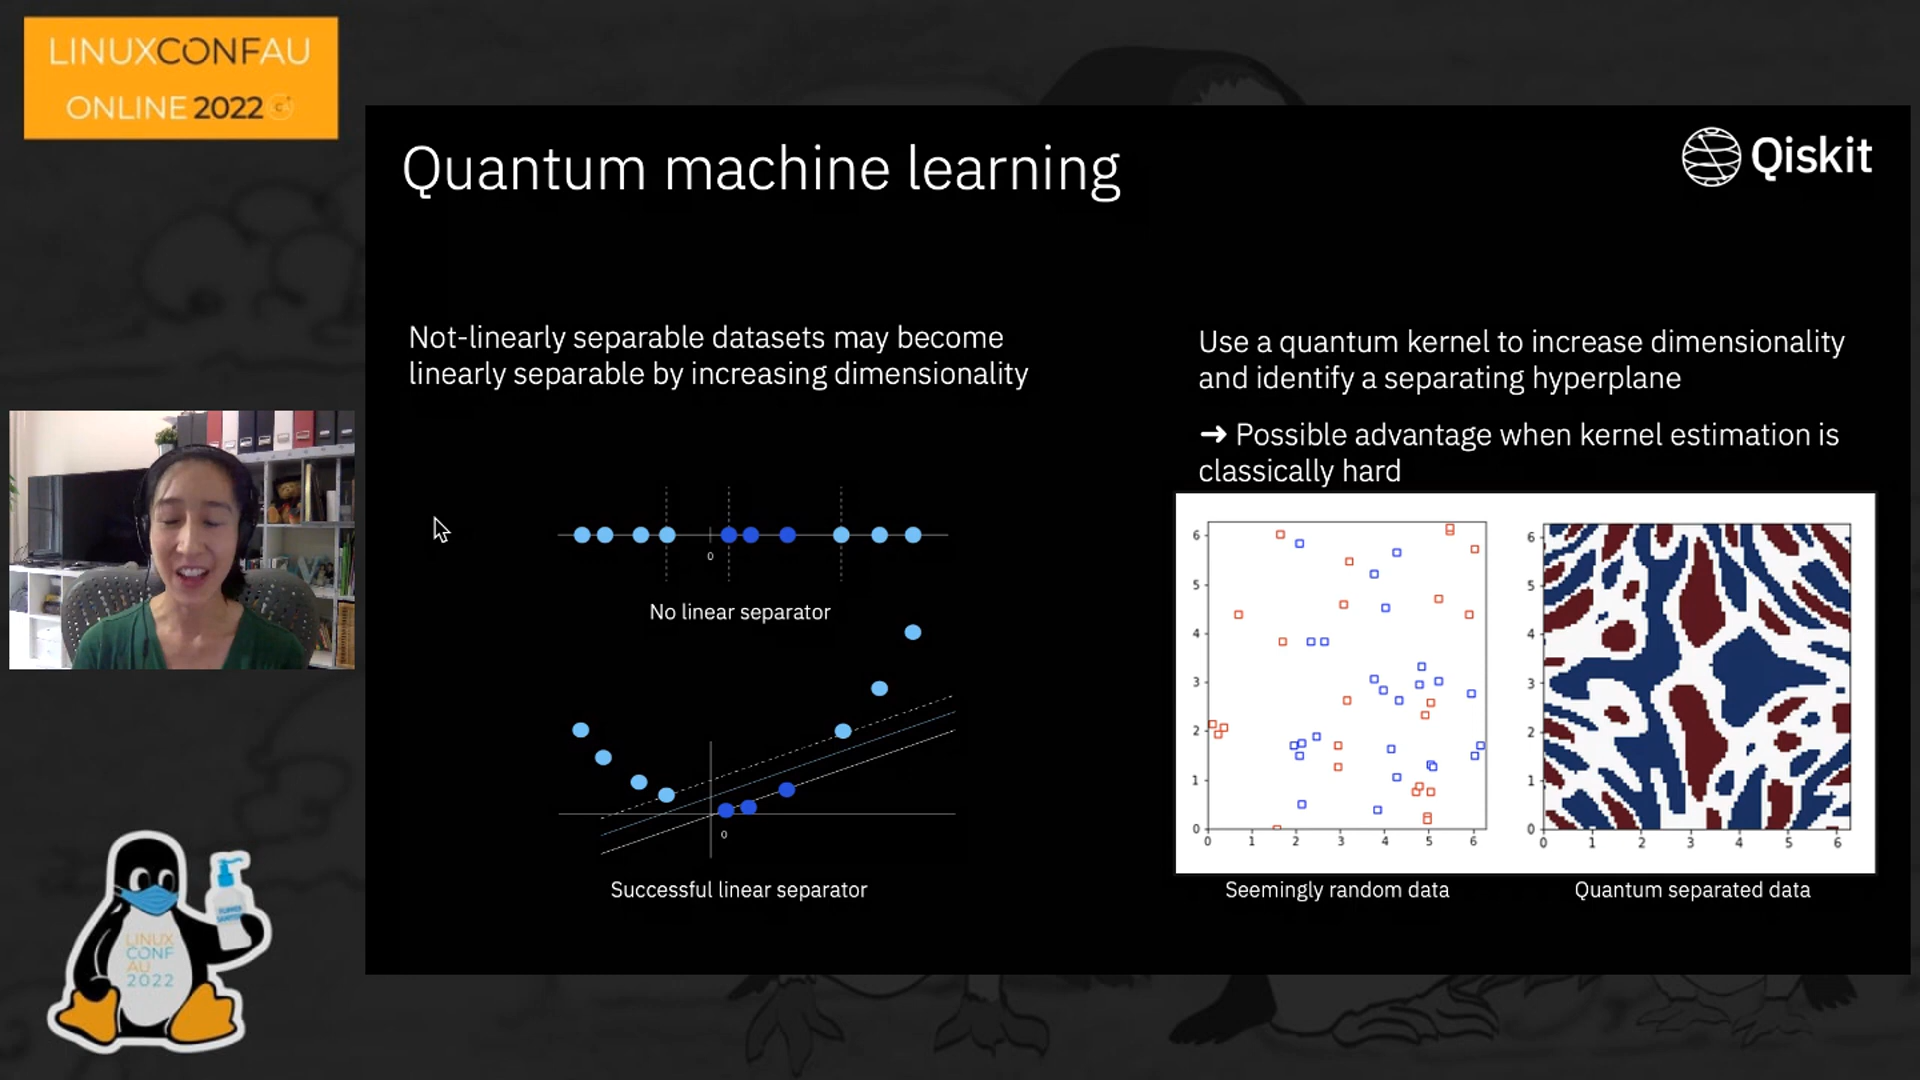 LINUXCONFAU
ONLINE 2022
Quantum machine learning
Qiskit
Not-linearly separable datasets may become
linearly separable by increasing dimensionality
0
No linear separator
0
Successful linear separator
Use a quantum kernel to increase dimensionality
and identify a separating hyperplane
➜ Possible advantage when kernel estimation is
classically hard
6
5
4
3
2
1
0
0 1 2 3 4 5 6
Seemingly random data
6
5
4
3
2
1
0
0 1 2 3 4 5 6
Quantum separated data
LINUX
CONF
AU
2022